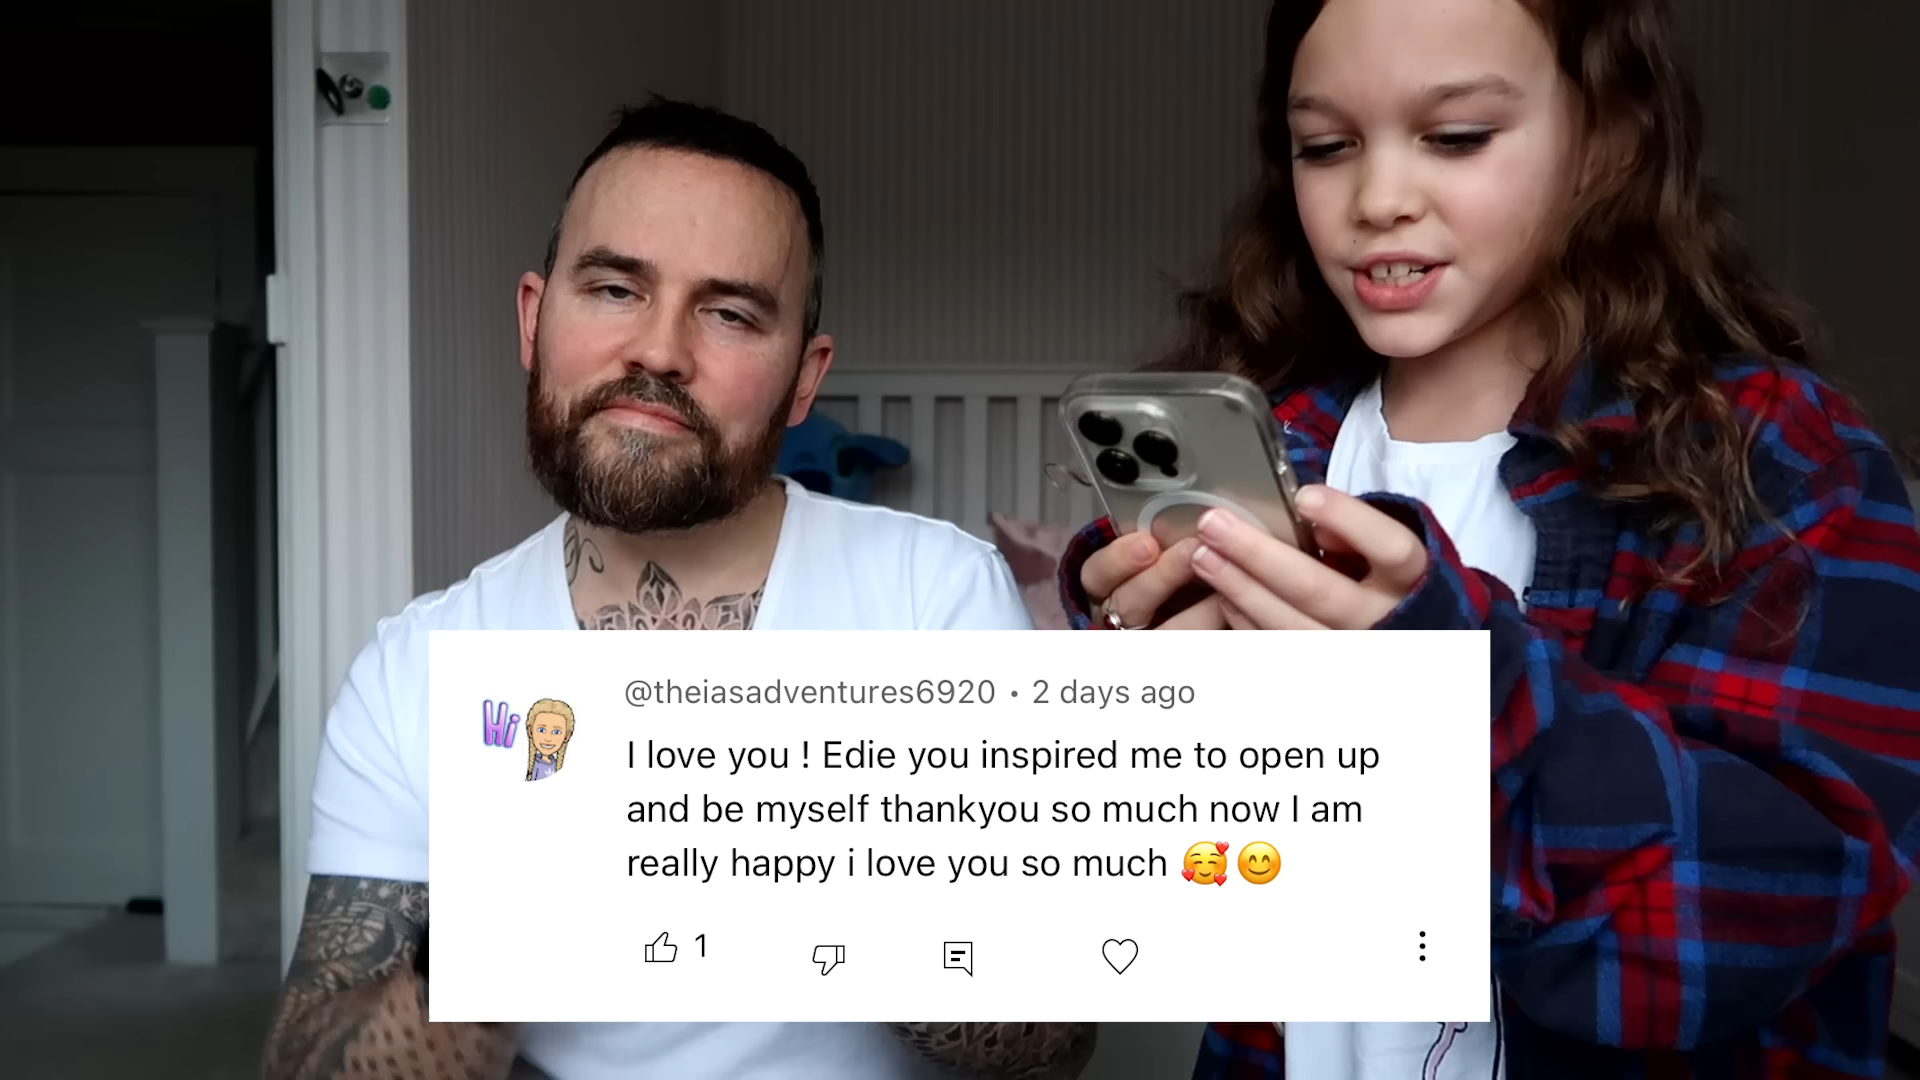 @theiasadventures6920 • 2 days ago
Hi
I love you ! Edie you inspired me to open up
and be myself thankyou so much now I am
really happy i love you so much 🥰😊
1